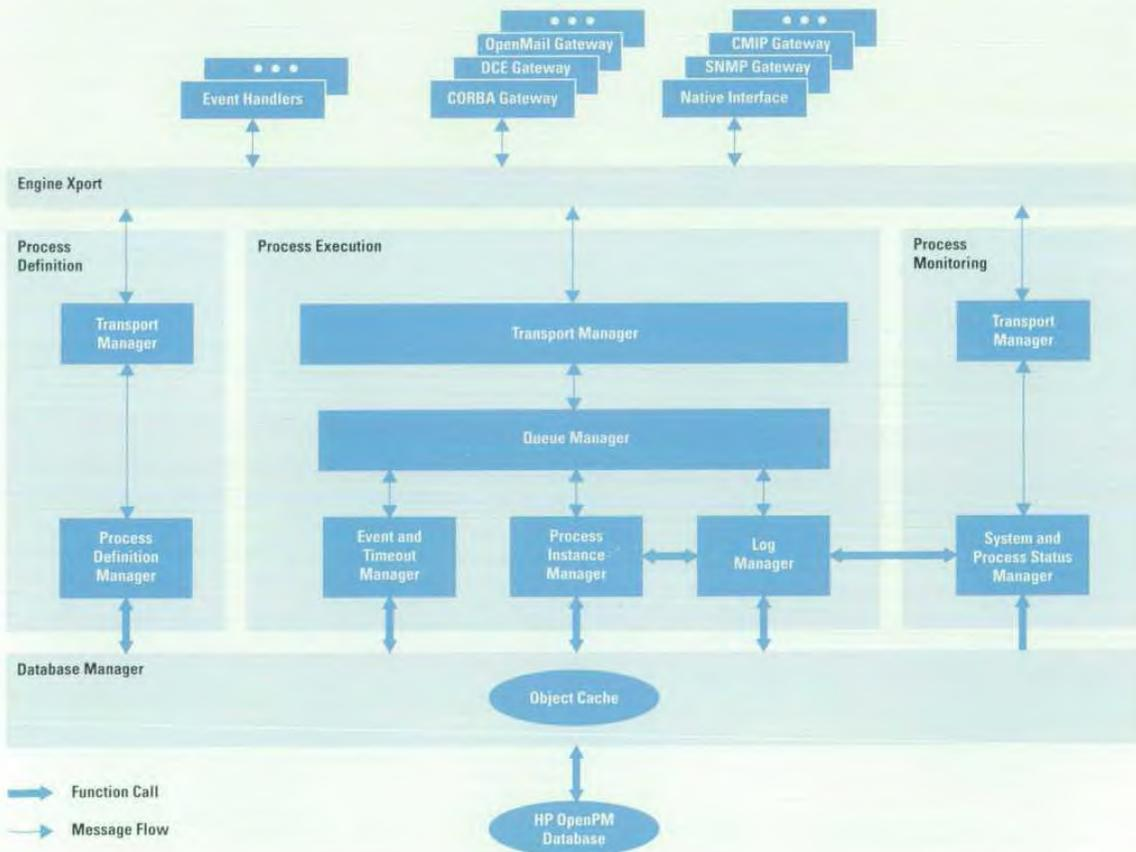 OpenMail Gateway
DCE Gateway
CORBA Gateway
CMIP Gateway
SNMP Gateway
Native Interface
Event Handlers
Engine Xport
Process
Definition
Process Execution
Process
Monitoring
Transport
Manager
Transport Manager
Transport
Manager
Queue Manager
Process
Definition
Manager
Event and
Timeout
Manager
Process
Instance
Manager
Log
Manager
System and
Process Status
Manager
Database Manager
Object Cache
Function Call
Message Flow
HP OpenPM
Database